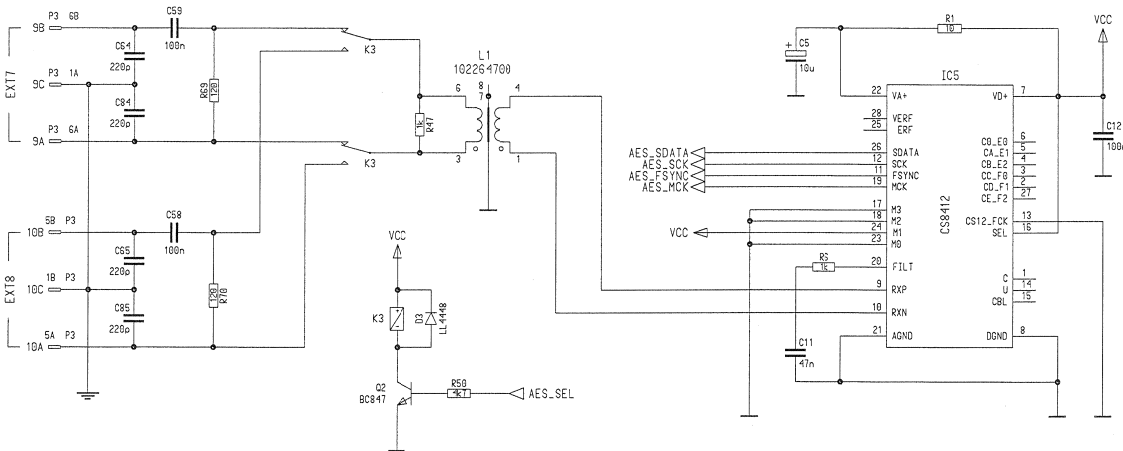 9B P3 6B
C59
100n
C64
220p
9C P3 1A
EXT7
C84
220p
R69
120
9A P3 6A
K3
K3
L1
102264700
6
8
7
4
1k
R47
3
1
10B 5B P3
C58
100n
C65
220p
10C 1B P3
EXT8
C85
220p
120
R70
10A 5A P3
VCC
K3
D3
LL4448
Q2
BC847
R50
4k7
AES_SEL
R1
10
VCC
+
C5
10u
IC5
CS8412
22 VA+
VD+ 7
28 VERF
25 ERF
C12
100
C0_E0 6
CA_E1 5
CB_E2 4
CC_F0 3
CD_F1 2
CE_F2 27
AES_SDATA 26 SDATA
AES_SCK 12 SCK
AES_FSYNC 11 FSYNC
AES_MCK 19 MCK
17 M3
18 M2
VCC 24 M1
23 M0
CS12_FCK 13
SEL 16
R6
1k
20 FILT
9 RXP
10 RXN
C 1
U 14
CBL 15
21 AGND
DGND 8
C11
47n